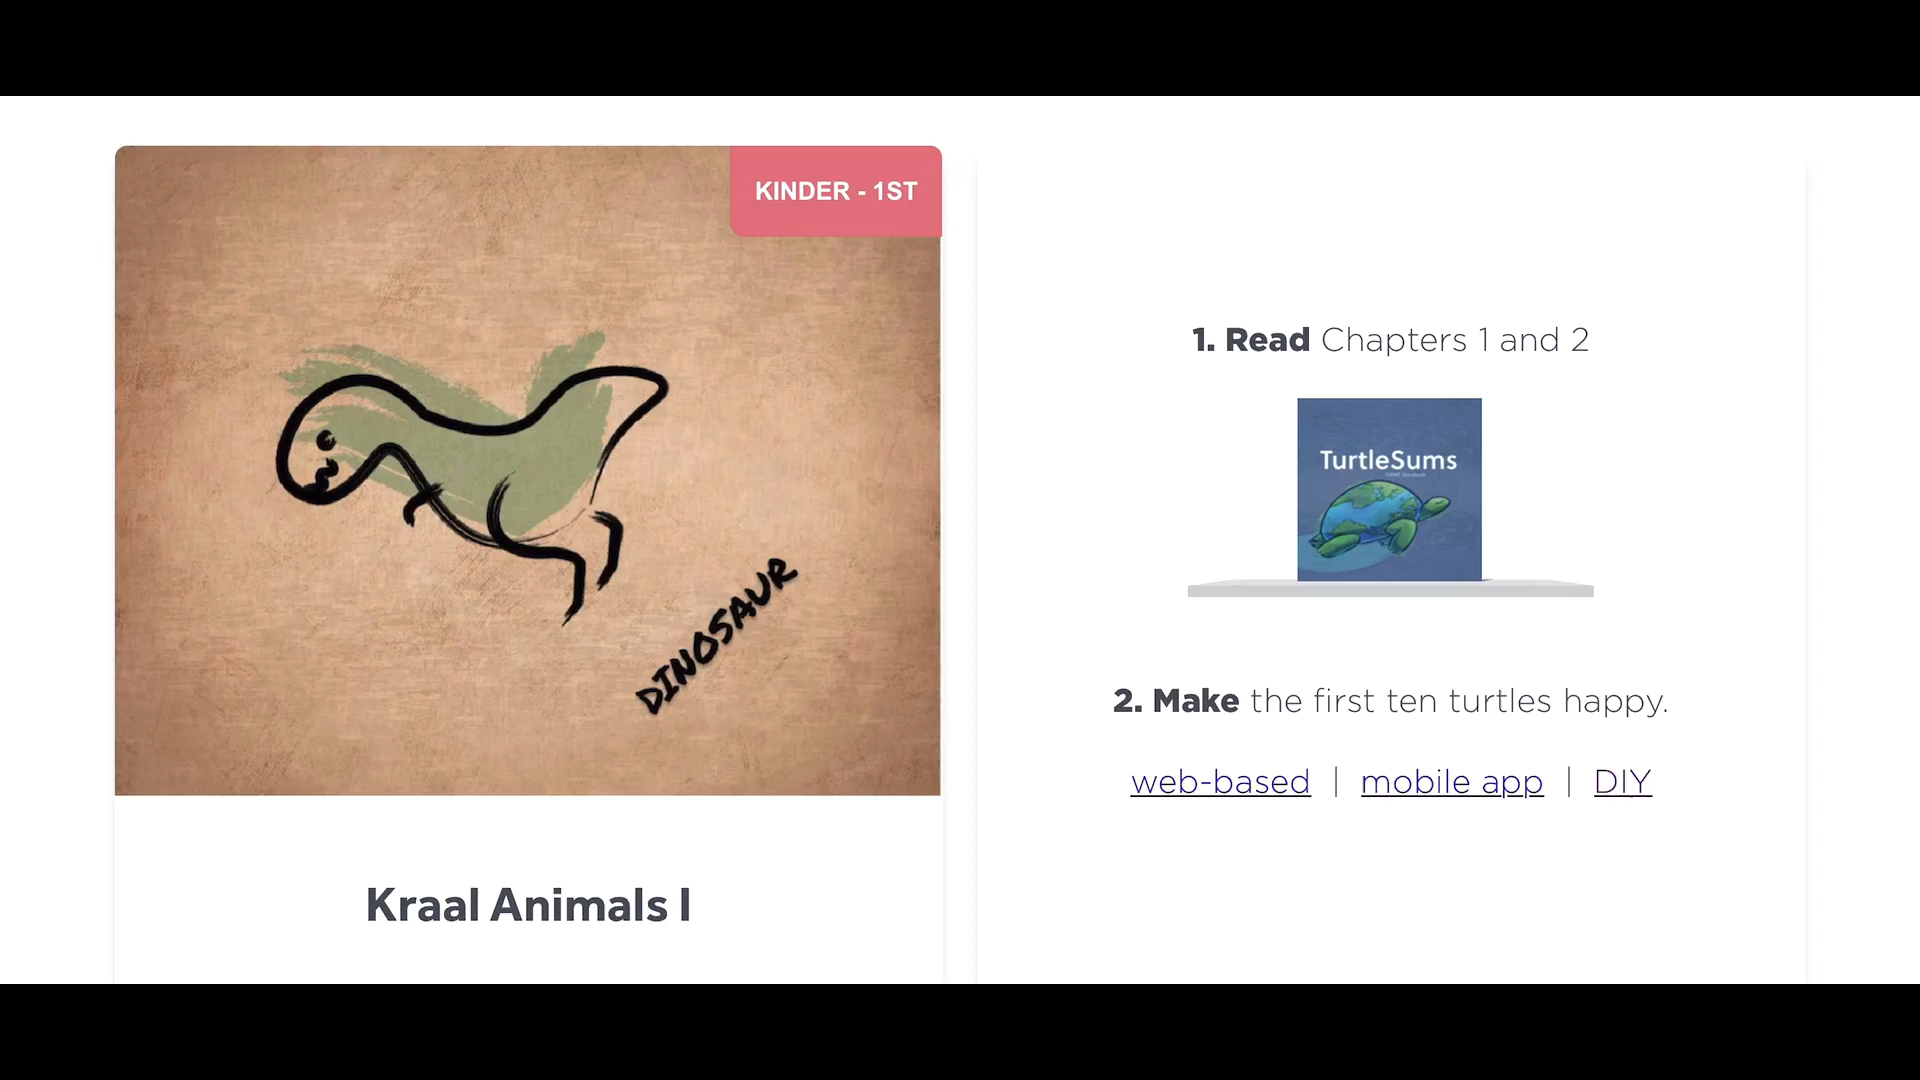 KINDER - 1ST
DINOSAUR
Kraal Animals I
1. Read Chapters 1 and 2
TurtleSums
2. Make the first ten turtles happy.
web-based | mobile app | DIY